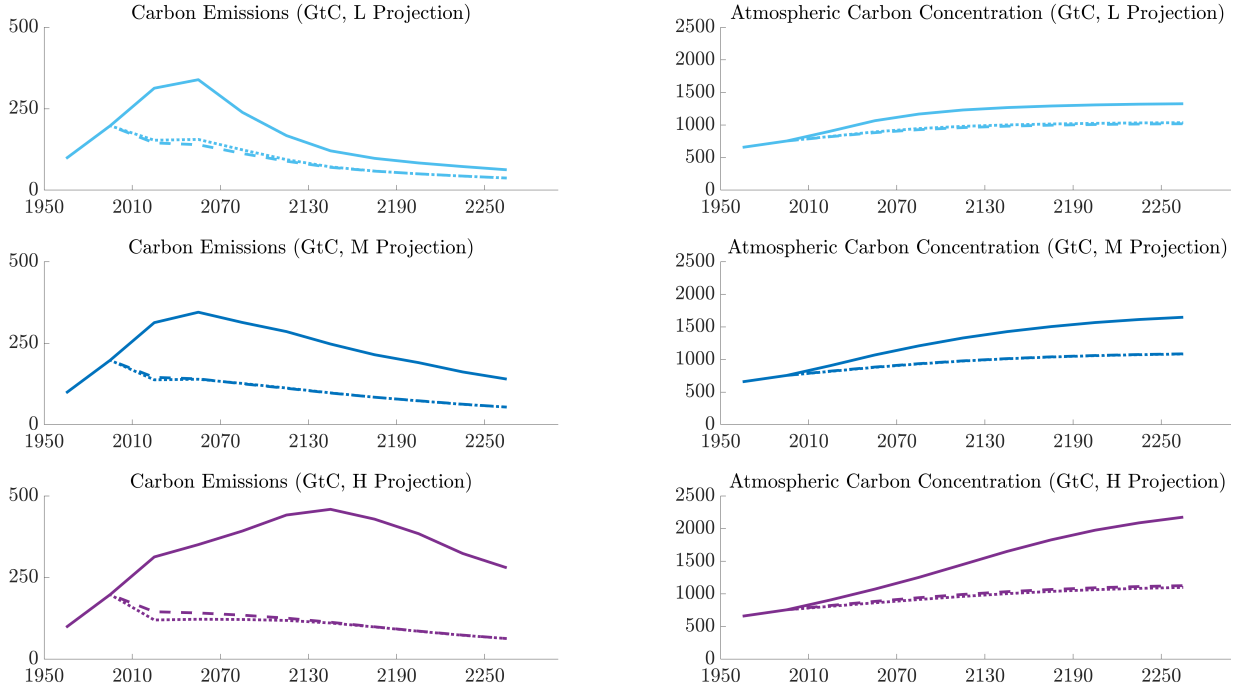 Carbon Emissions (GtC, L Projection)
500
250
0
1950 2010 2070 2130 2190 2250
Atmospheric Carbon Concentration (GtC, L Projection)
2500
2000
1500
1000
500
0
1950 2010 2070 2130 2190 2250
Carbon Emissions (GtC, M Projection)
500
250
0
1950 2010 2070 2130 2190 2250
Atmospheric Carbon Concentration (GtC, M Projection)
2500
2000
1500
1000
500
0
1950 2010 2070 2130 2190 2250
Carbon Emissions (GtC, H Projection)
500
250
0
1950 2010 2070 2130 2190 2250
Atmospheric Carbon Concentration (GtC, H Projection)
2500
2000
1500
1000
500
0
1950 2010 2070 2130 2190 2250